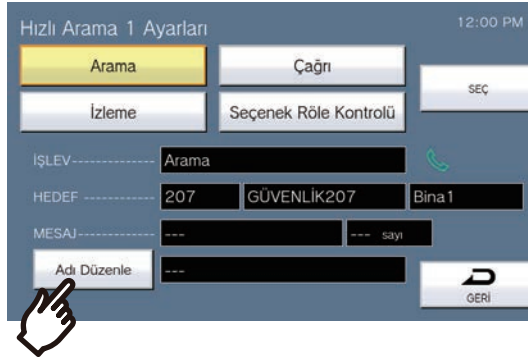 Hızlı Arama 1 Ayarları 12:00 PM
Arama Çağrı
SEÇ
İzleme Seçenek Röle Kontrolü
İŞLEV-------------- Arama
HEDEF ------------ 207 GÜVENLİK207 Bina1
MESAJ------------- --- --- sayı
Adı Düzenle ---
GERİ